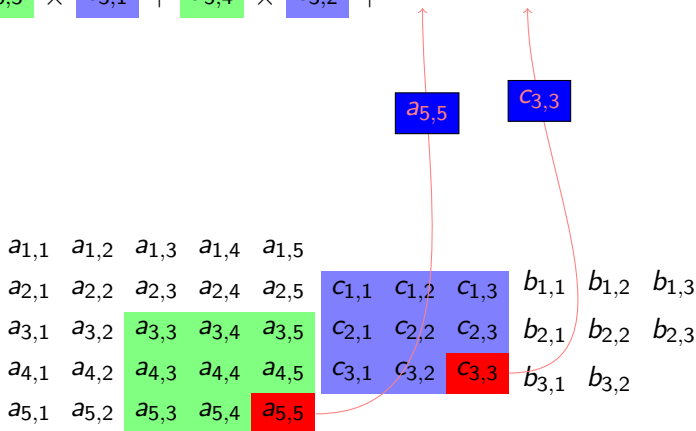 a5,5
c3,3
a1,1 a1,2 a1,3 a1,4 a1,5
a2,1 a2,2 a2,3 a2,4 a2,5 c1,1 c1,2 c1,3 b1,1 b1,2 b1,3
a3,1 a3,2 a3,3 a3,4 a3,5 c2,1 c2,2 c2,3 b2,1 b2,2 b2,3
a4,1 a4,2 a4,3 a4,4 a4,5 c3,1 c3,2 c3,3 b3,1 b3,2
a5,1 a5,2 a5,3 a5,4 a5,5